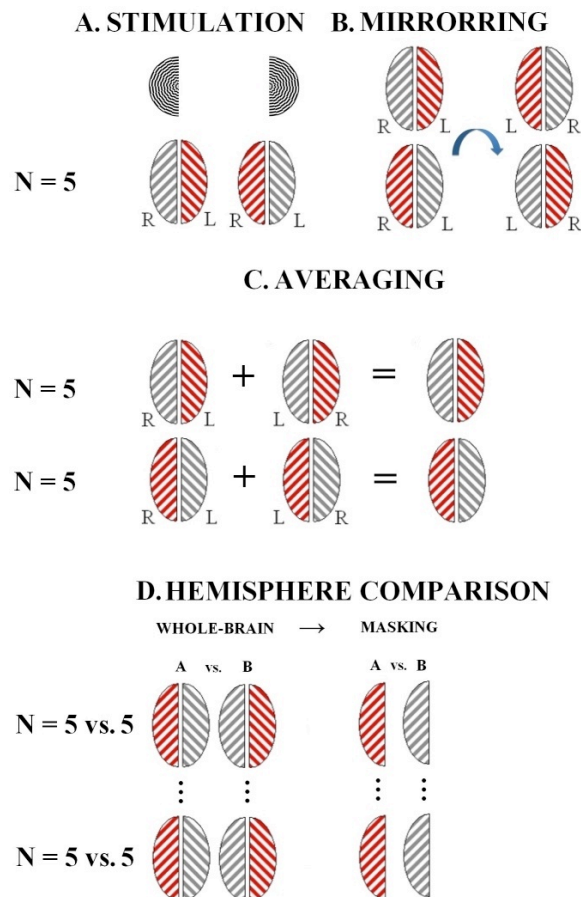 A. STIMULATION B. MIRRORRING
R L L R
N = 5
R L R L R L L R
C. AVERAGING
+ =
N = 5
R L L R
+ =
N = 5
R L L R
D. HEMISPHERE COMPARISON
WHOLE-BRAIN → MASKING
A vs. B A vs. B
N = 5 vs. 5
⋮ ⋮ ⋮ ⋮
N = 5 vs. 5